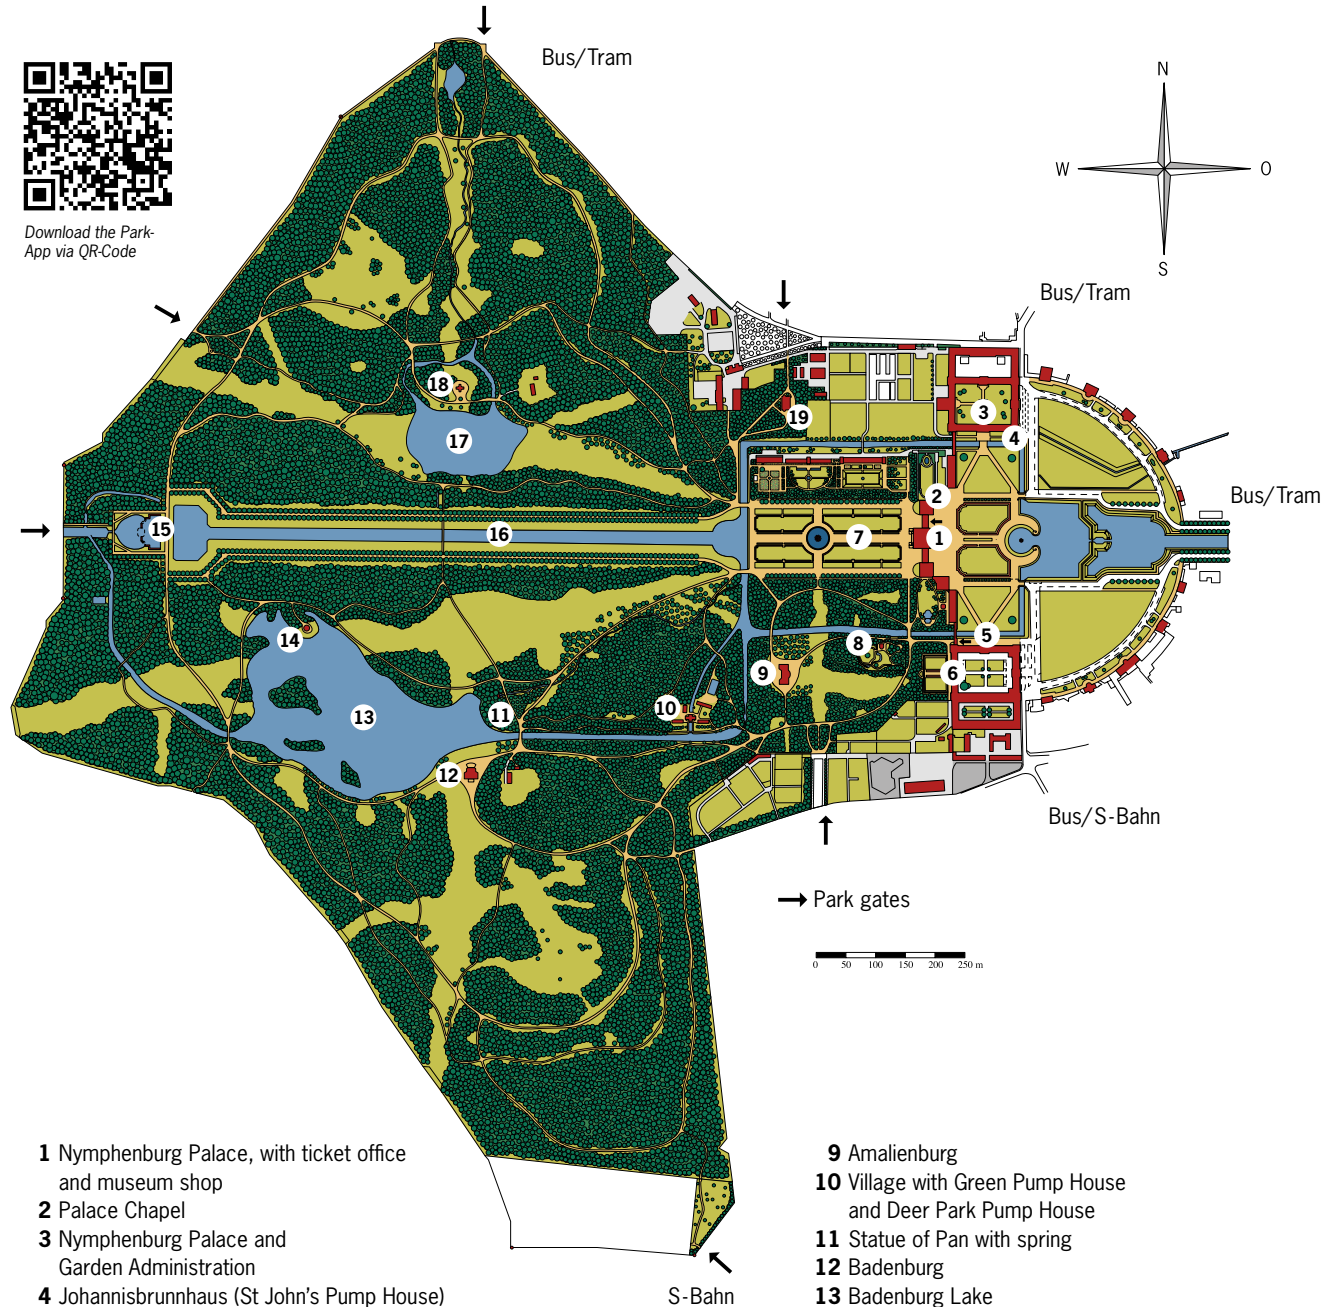 Bus/Tram
N
W
O
S
Download the Park-
App via QR-Code
Bus/Tram
18
17
19
3
4
2
Bus/Tram
15
16
7
1
14
5
8
9
6
13
11
10
12
Bus/S-Bahn
Park gates
0 50 100 150 200 250 m
1 Nymphenburg Palace, with ticket office
and museum shop
2 Palace Chapel
3 Nymphenburg Palace and
Garden Administration
4 Johannisbrunnhaus (St John's Pump House)
S-Bahn
9 Amalienburg
10 Village with Green Pump House
and Deer Park Pump House
11 Statue of Pan with spring
12 Badenburg
13 Badenburg Lake